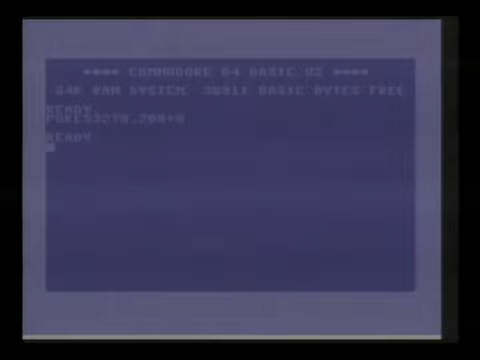 **** COMMODORE 64 BASIC V2 ****
64K RAM SYSTEM 38911 BASIC BYTES FREE
READY.
READY.